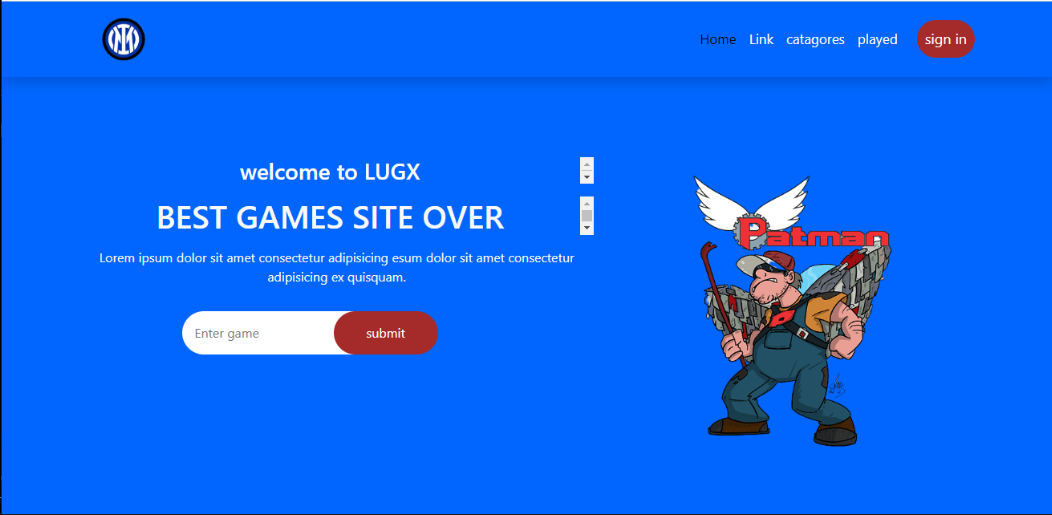 Home Link catagores played sign in
welcome to LUGX
BEST GAMES SITE OVER
Lorem ipsum dolor sit amet consectetur adipisicing esum dolor sit amet consectetur
adipisicing ex quisquam.
Patman
Enter game submit